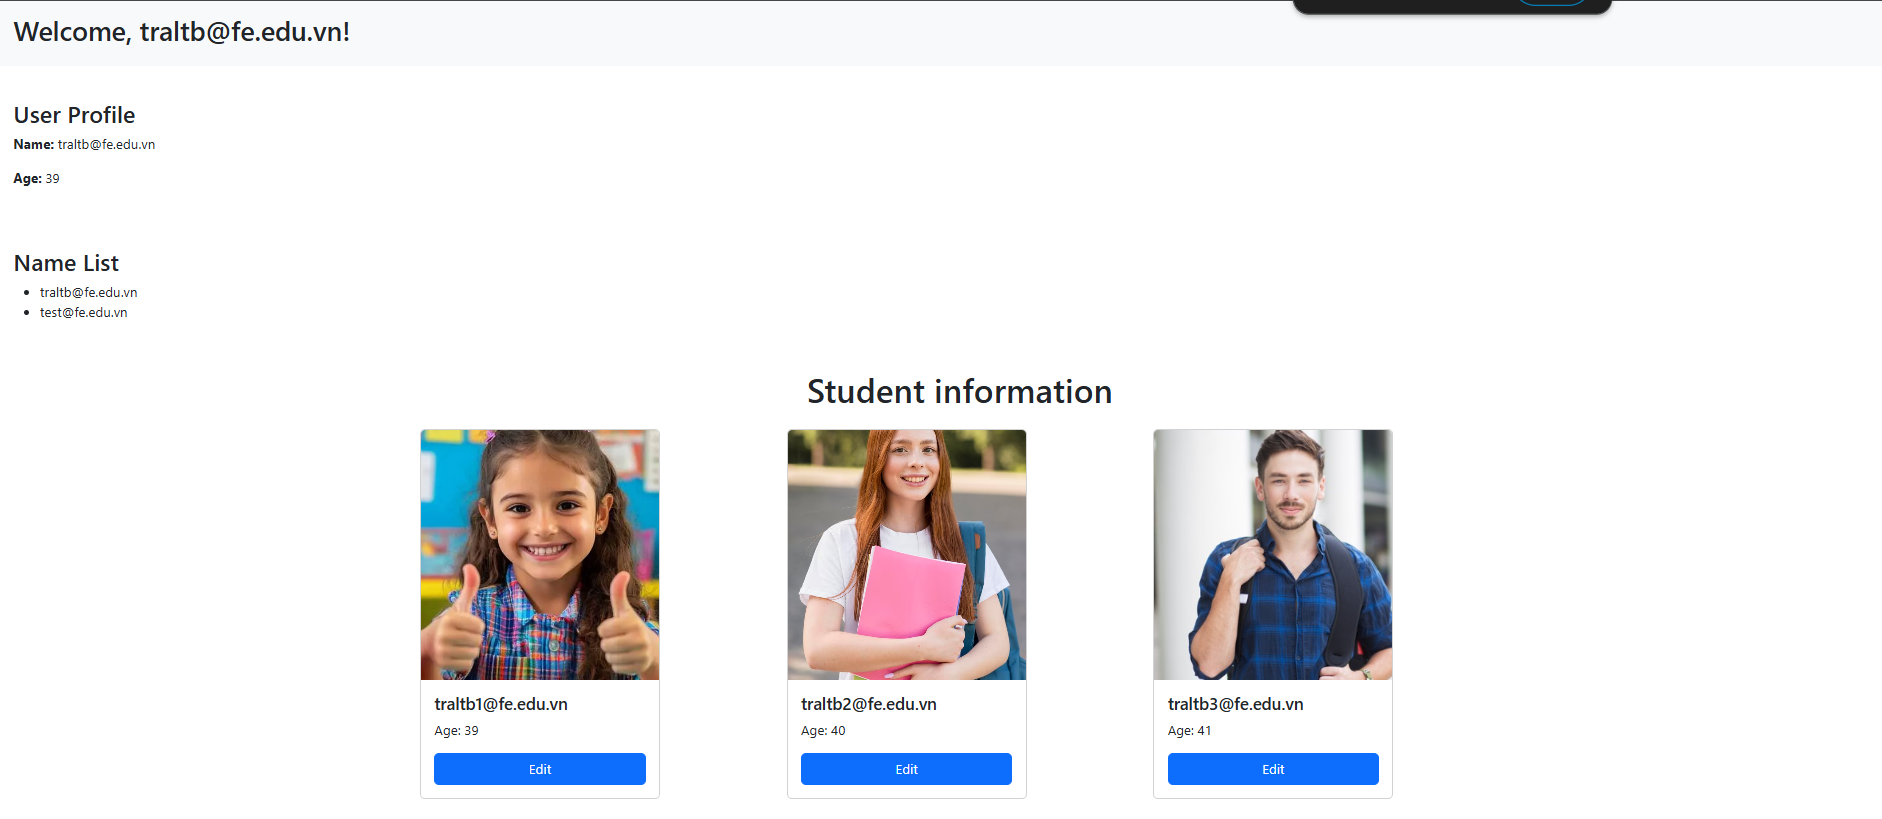 Welcome, traltb@fe.edu.vn!
User Profile
Name: traltb@fe.edu.vn
Age: 39
Name List
traltb@fe.edu.vn
test@fe.edu.vn
Student information
traltb1@fe.edu.vn
Age: 39
Edit
traltb2@fe.edu.vn
Age: 40
Edit
traltb3@fe.edu.vn
Age: 41
Edit